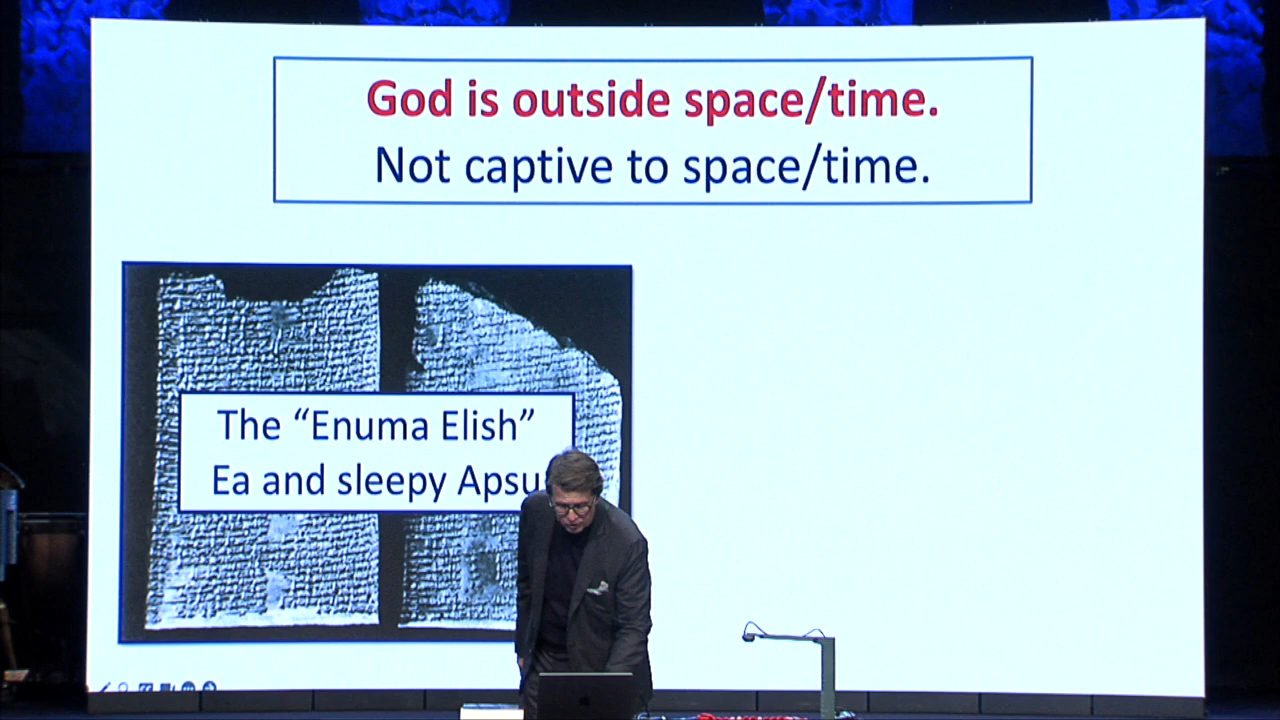 God is outside space/time.
Not captive to space/time.
The “Enuma Elish”
Ea and sleepy Apsu